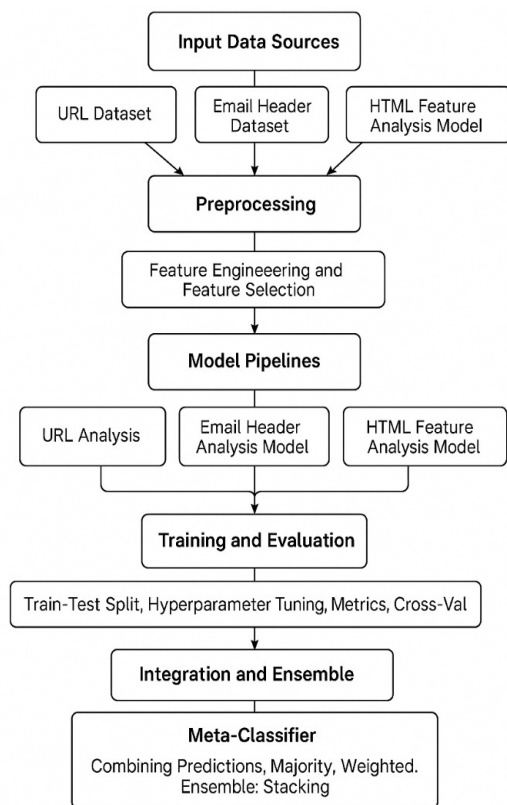 Input Data Sources
URL Dataset
Email Header
Dataset
HTML Feature
Analysis Model
Preprocessing
Feature Engineeering and
Feature Selection
Model Pipelines
URL Analysis
Email Header
Analysis Model
HTML Feature
Analysis Model
Training and Evaluation
Train-Test Split, Hyperparameter Tuning, Metrics, Cross-Val
Integration and Ensemble
Meta-Classifier
Combining Predictions, Majority, Weighted.
Ensemble: Stacking